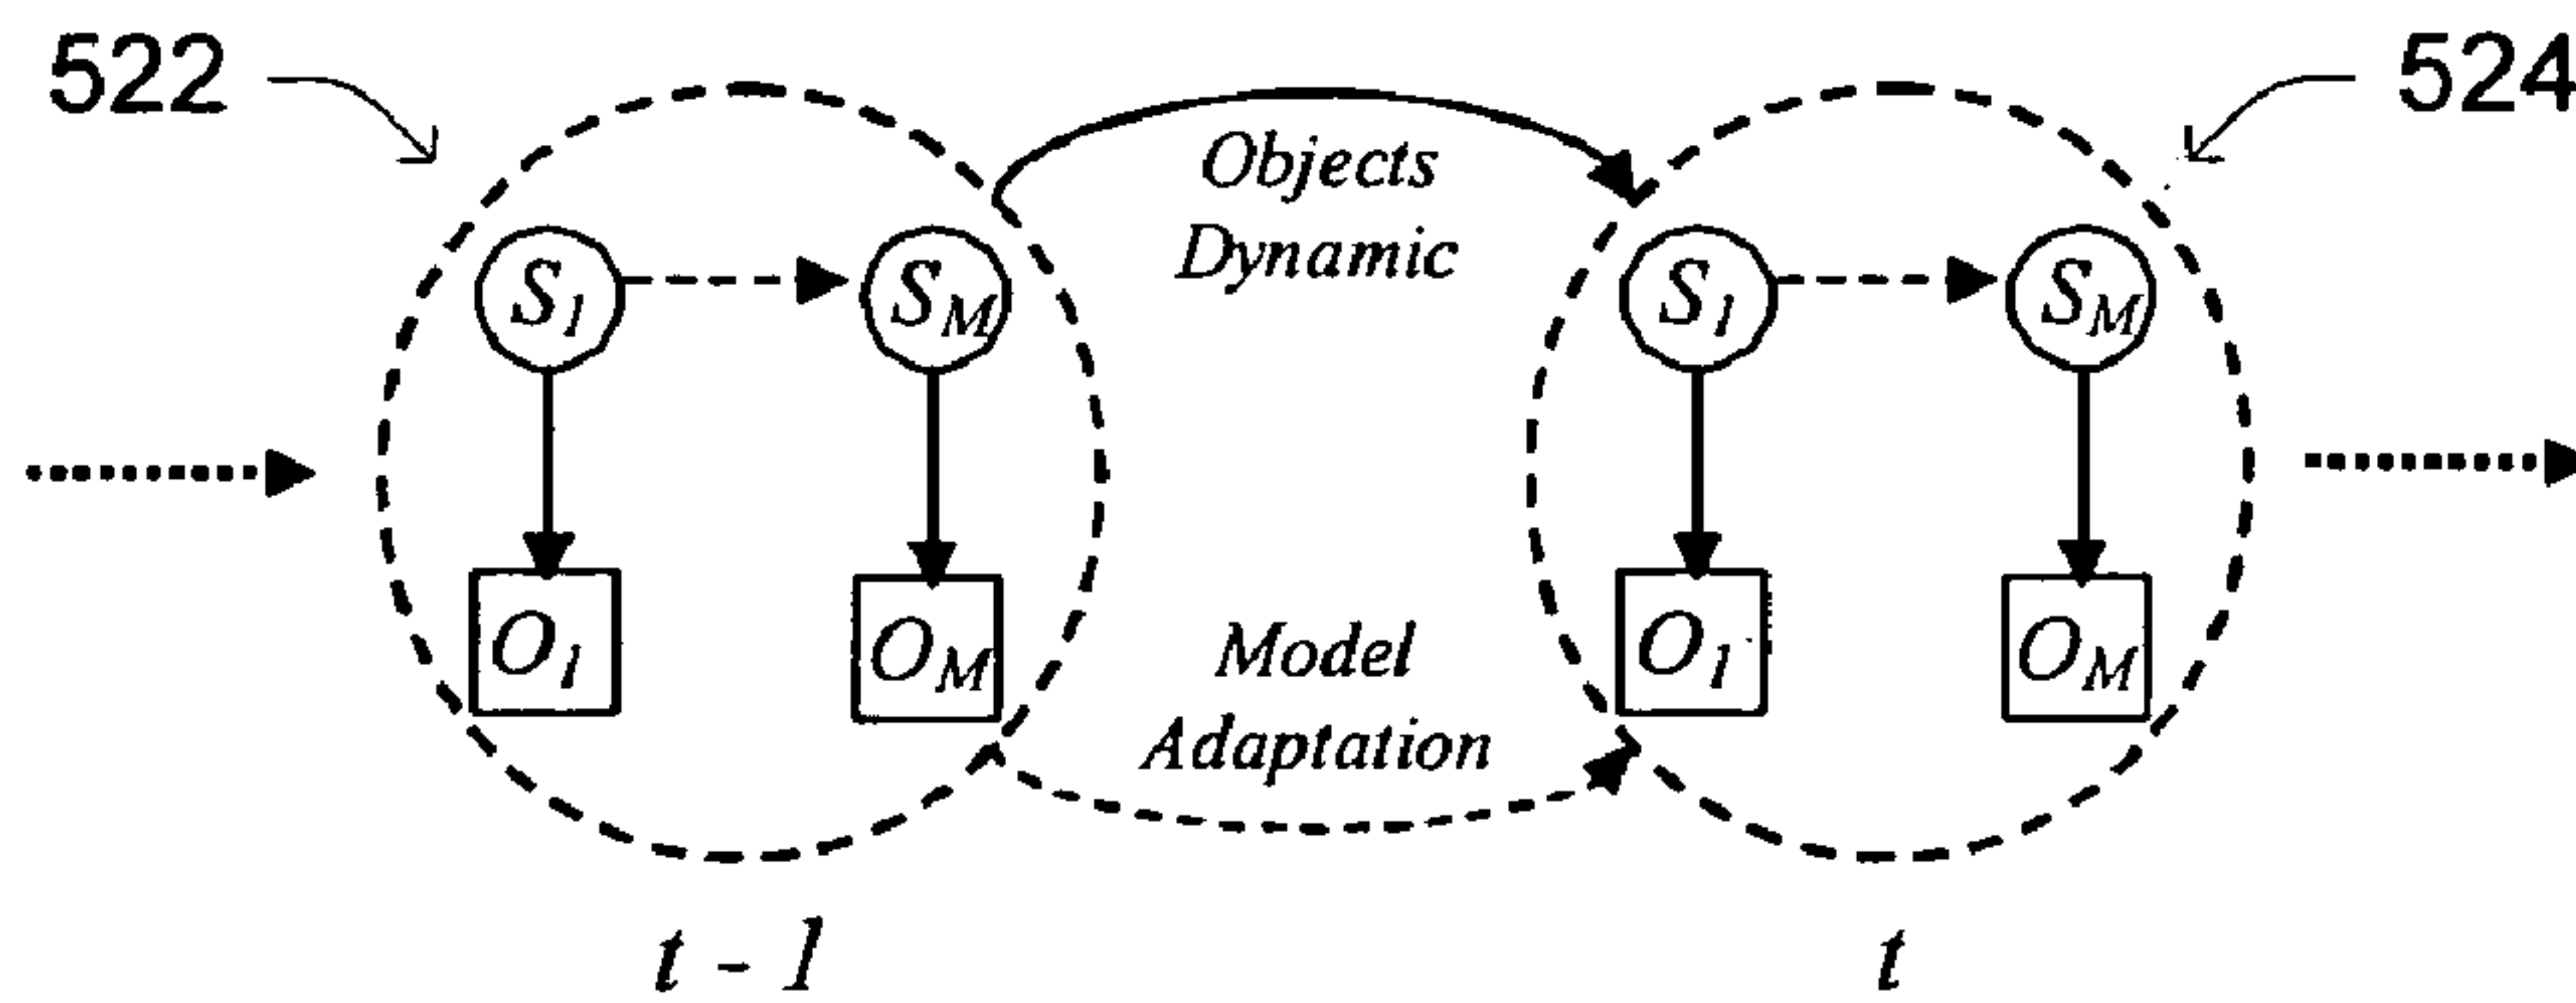 522
524
Objects
Dynamic
S1
SM
S1
SM
O1
OM
Model
Adaptation
O1
OM
t - 1
t